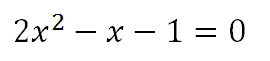 2x² − x − 1 = 0